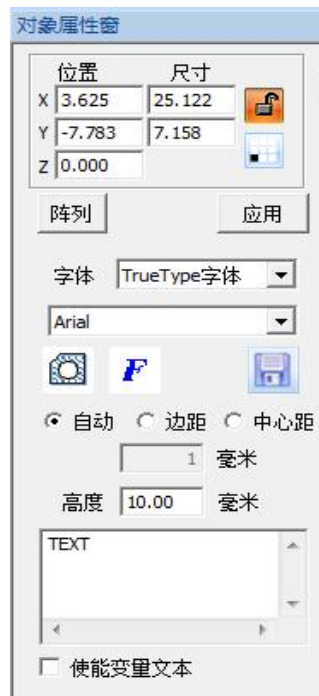 对象属性窗
位置 尺寸
X 3.625 25.122
Y -7.783 7.158
Z 0.000
阵列 应用
字体 TrueType字体
Arial
F
自动 边距 中心距
1 毫米
高度 10.00 毫米
TEXT
使能变量文本